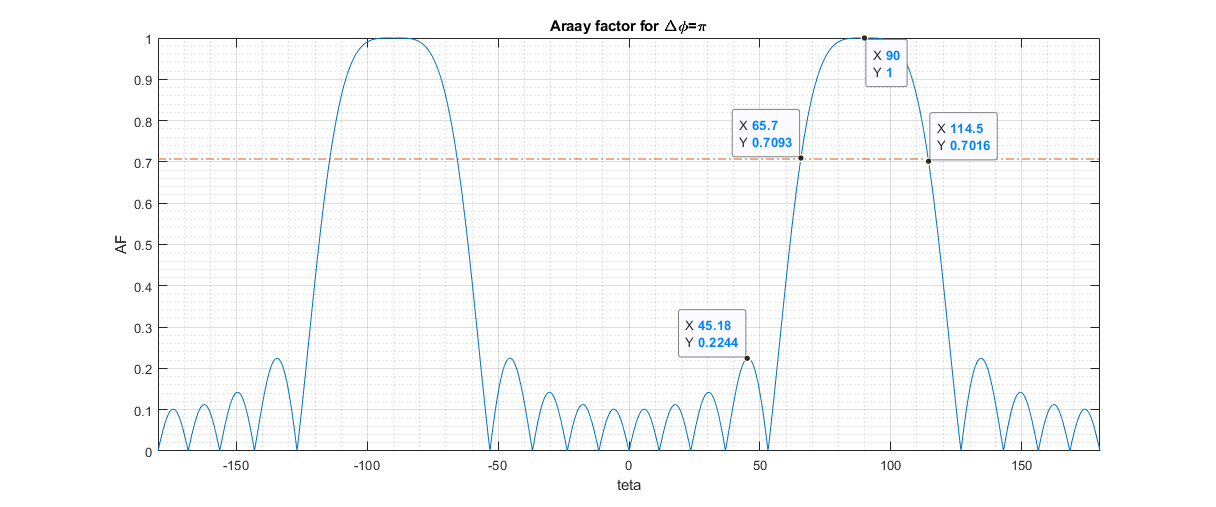 Araay factor for Δϕ=π
1
0.9
0.8
0.7
0.6
0.5
0.4
0.3
0.2
0.1
0
AF
X 90
Y 1
X 65.7
Y 0.7093
X 114.5
Y 0.7016
X 45.18
Y 0.2244
-150
-100
-50
0
50
100
150
teta